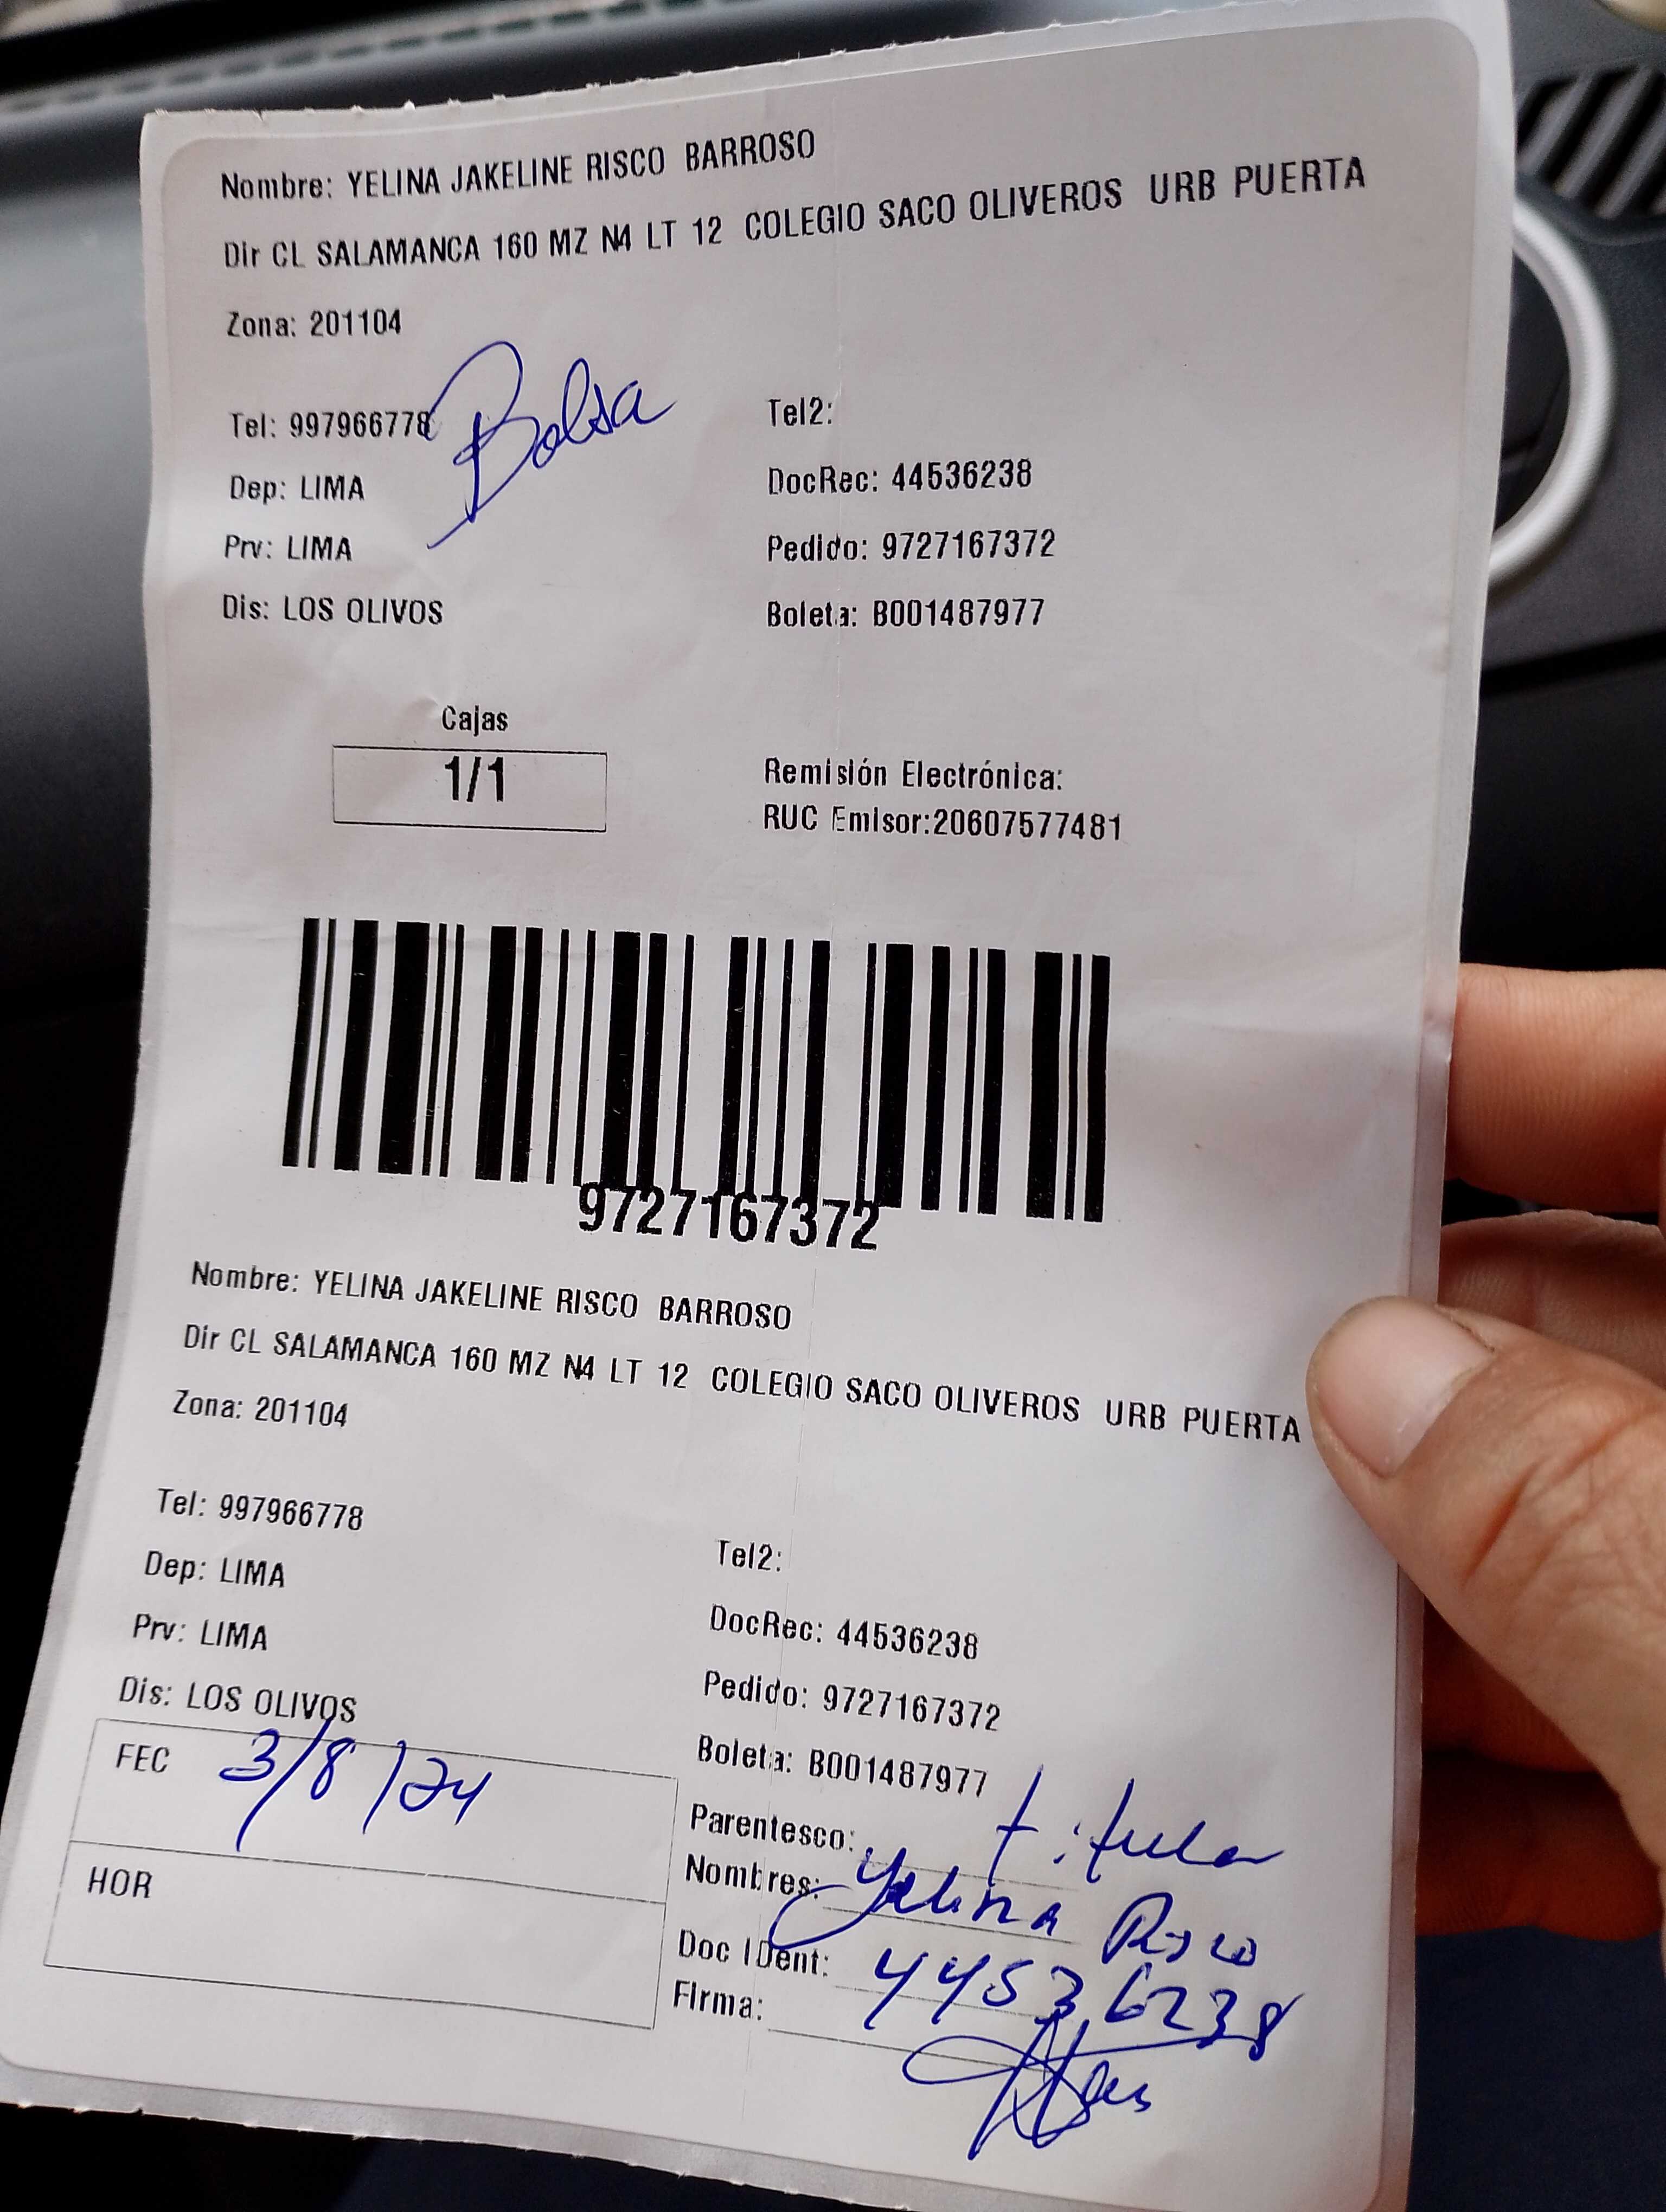 Nombre: YELINA JAKELINE RISCO BARROSO
Dir CL SALAMANCA 160 MZ N4 LT 12 COLEGIO SACO OLIVEROS URB PUERTA
Zona: 201104
Bolsa
Tel: 997966778
Tel2:
Dep: LIMA
DocRec: 44536238
Prv: LIMA
Pedido: 9727167372
Dis: LOS OLIVOS
Boleta: B001487977
Cajas
1/1
Remisión Electrónica:
RUC Emisor:20607577481
9727167372
Nombre: YELINA JAKELINE RISCO BARROSO
Dir CL SALAMANCA 160 MZ N4 LT 12 COLEGIO SACO OLIVEROS URB PUERTA
Zona: 201104
Tel: 997966778
Tel2:
Dep: LIMA
DocRec: 44536238
Prv: LIMA
Pedido: 9727167372
Dis: LOS OLIVOS
Boleta: B001487977
FEC 3/8/24
HOR
Parentesco: titular
Nombres: Yelina Risco
Doc IDent: 44536238
Firma: